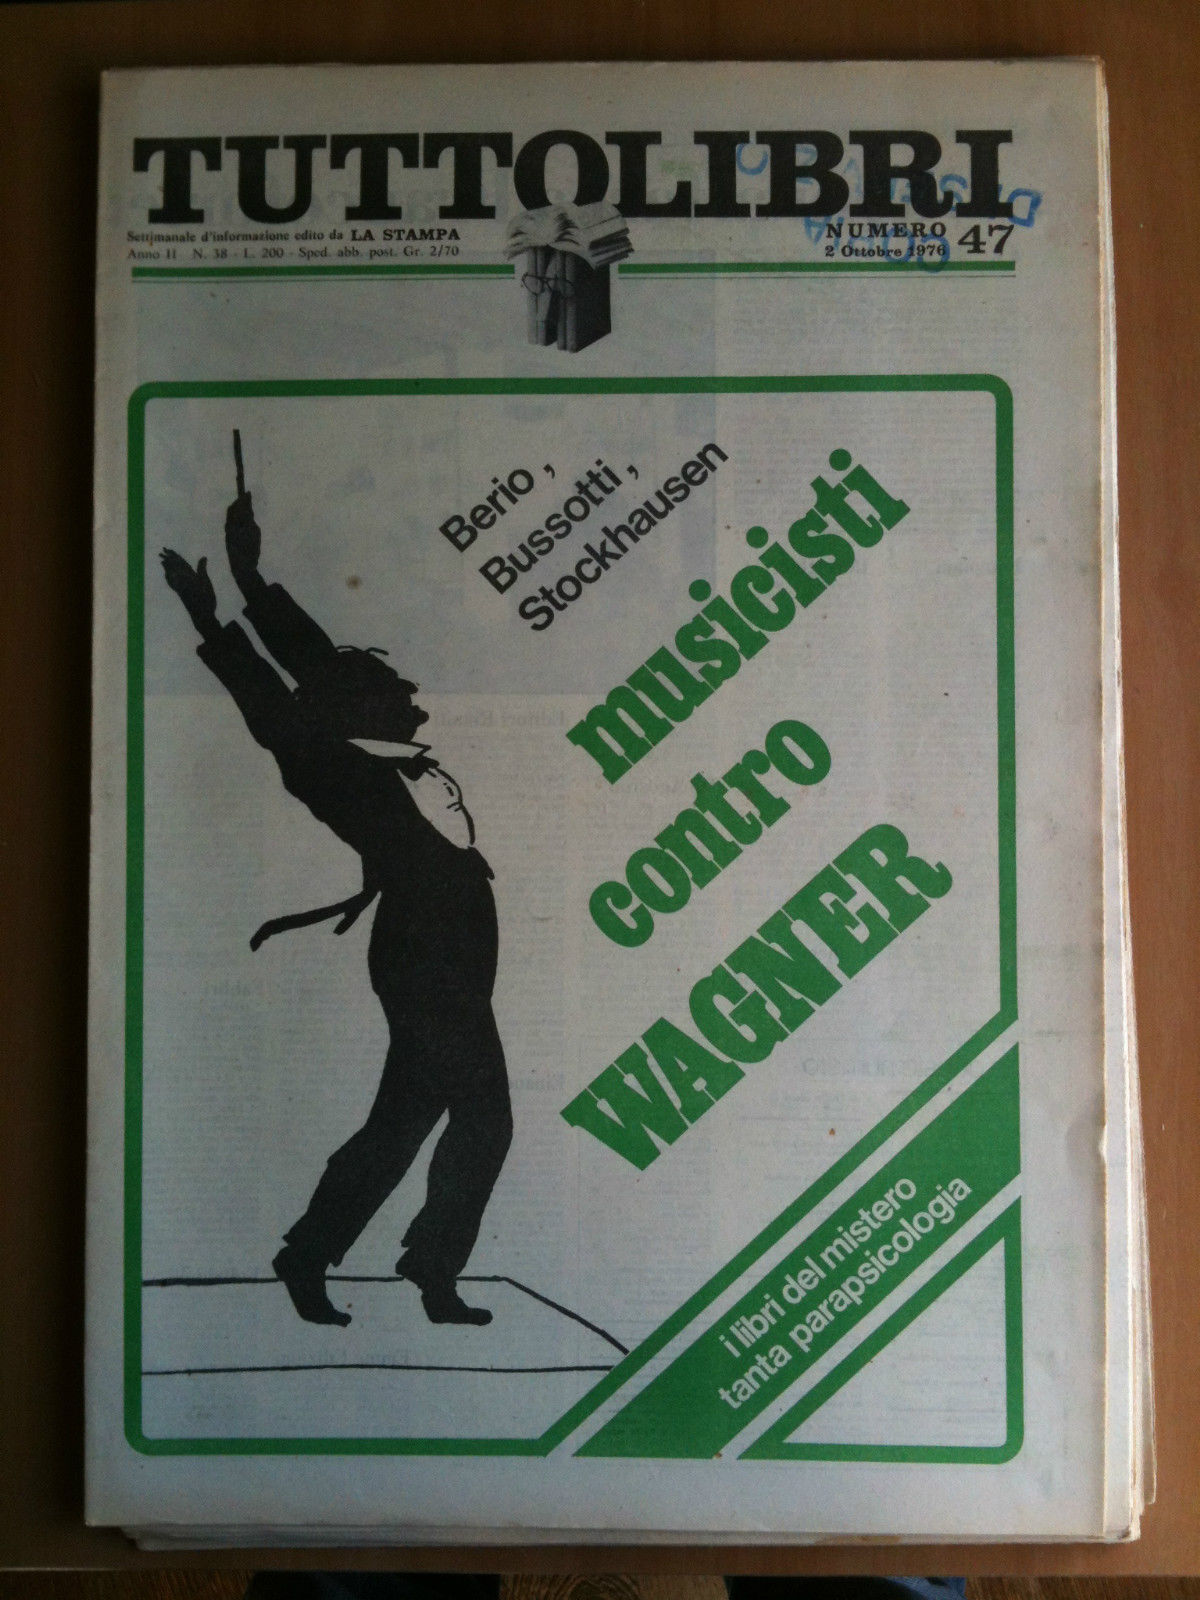 TUTTOLIBRI
Settimanale d'informazione edito da LA STAMPA
Anno II N. 38 - L. 200 - Sped. abb. post. Gr. 2/70
NUMERO 47
2 Ottobre 1976
Berio,
Bussotti,
Stockhausen
musicisti
contro
WAGNER
i libri del mistero
tanta parapsicologia